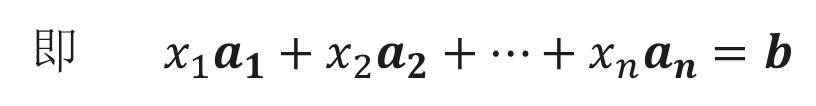 即 x₁a₁ + x₂a₂ + ⋯ + xₙaₙ = b